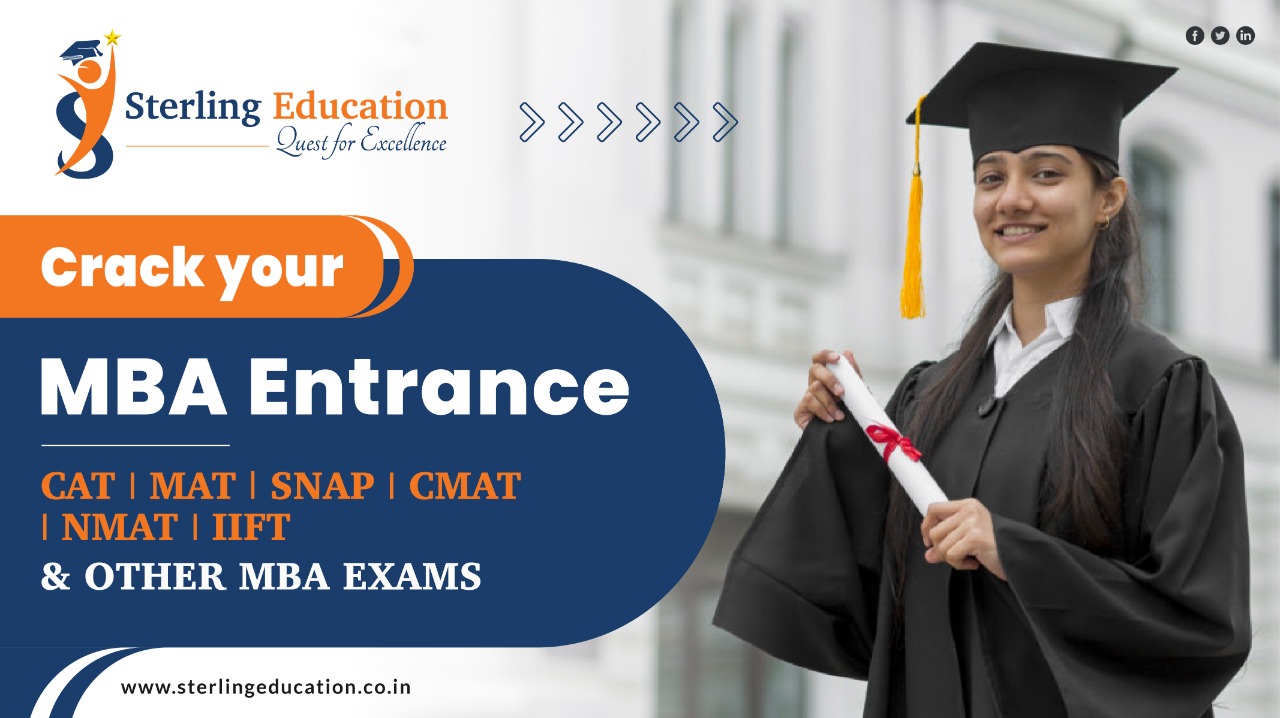 Sterling Education
Quest for Excellence
Crack your
MBA Entrance
CAT | MAT | SNAP | CMAT
| NMAT | IIFT
& OTHER MBA EXAMS
www.sterlingeducation.co.in